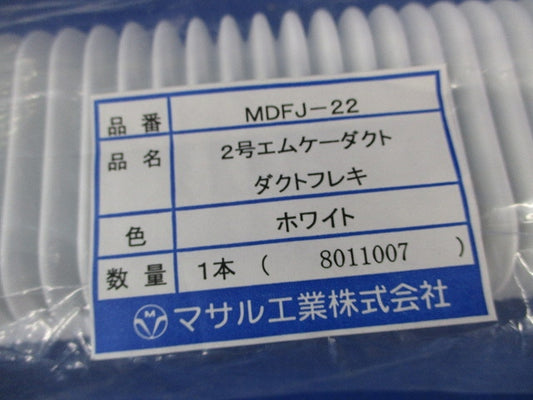 品番 MDFJ-22
品名 2号エムケーダクト
ダクトフレキ
色 ホワイト
数量 1本 ( 8011007 )
M マサル工業株式会社